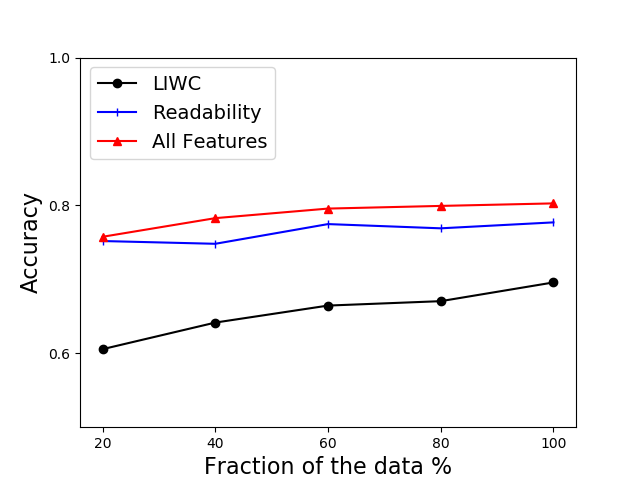 1.0
0.8
0.6
Accuracy
LIWC
Readability
All Features
20 40 60 80 100
Fraction of the data %